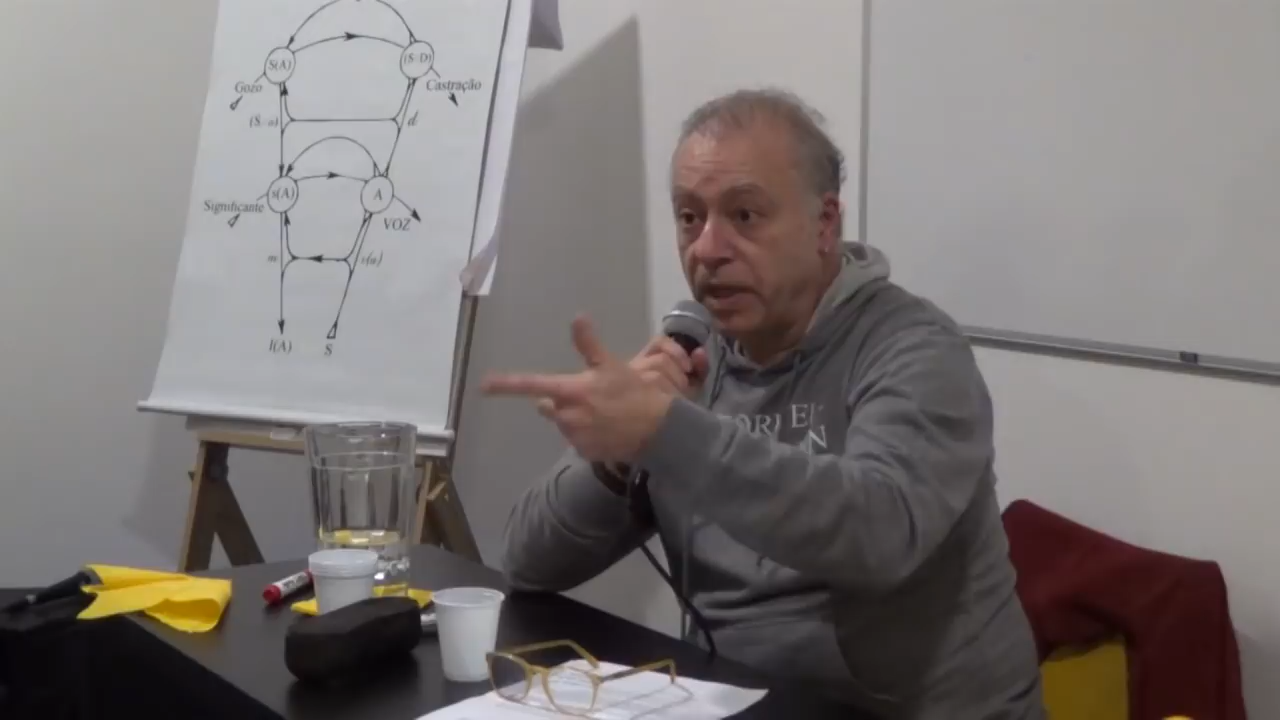 S(A) (S◇D)
Gozo Castração
(S◇a) d
s(A) A
Significante
VOZ
m i(a)
I(A) S